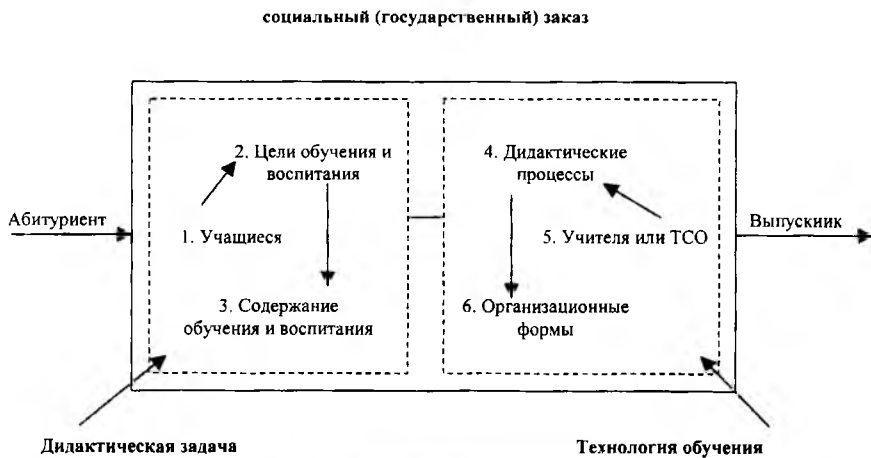 социальный (государственный) заказ
2. Цели обучения и
воспитания
4. Дидактические
процессы
Абитуриент
Выпускник
1. Учащиеся
5. Учителя или ТСО
3. Содержание
обучения и воспитания
6. Организационные
формы
Дидактическая задача
Технология обучения